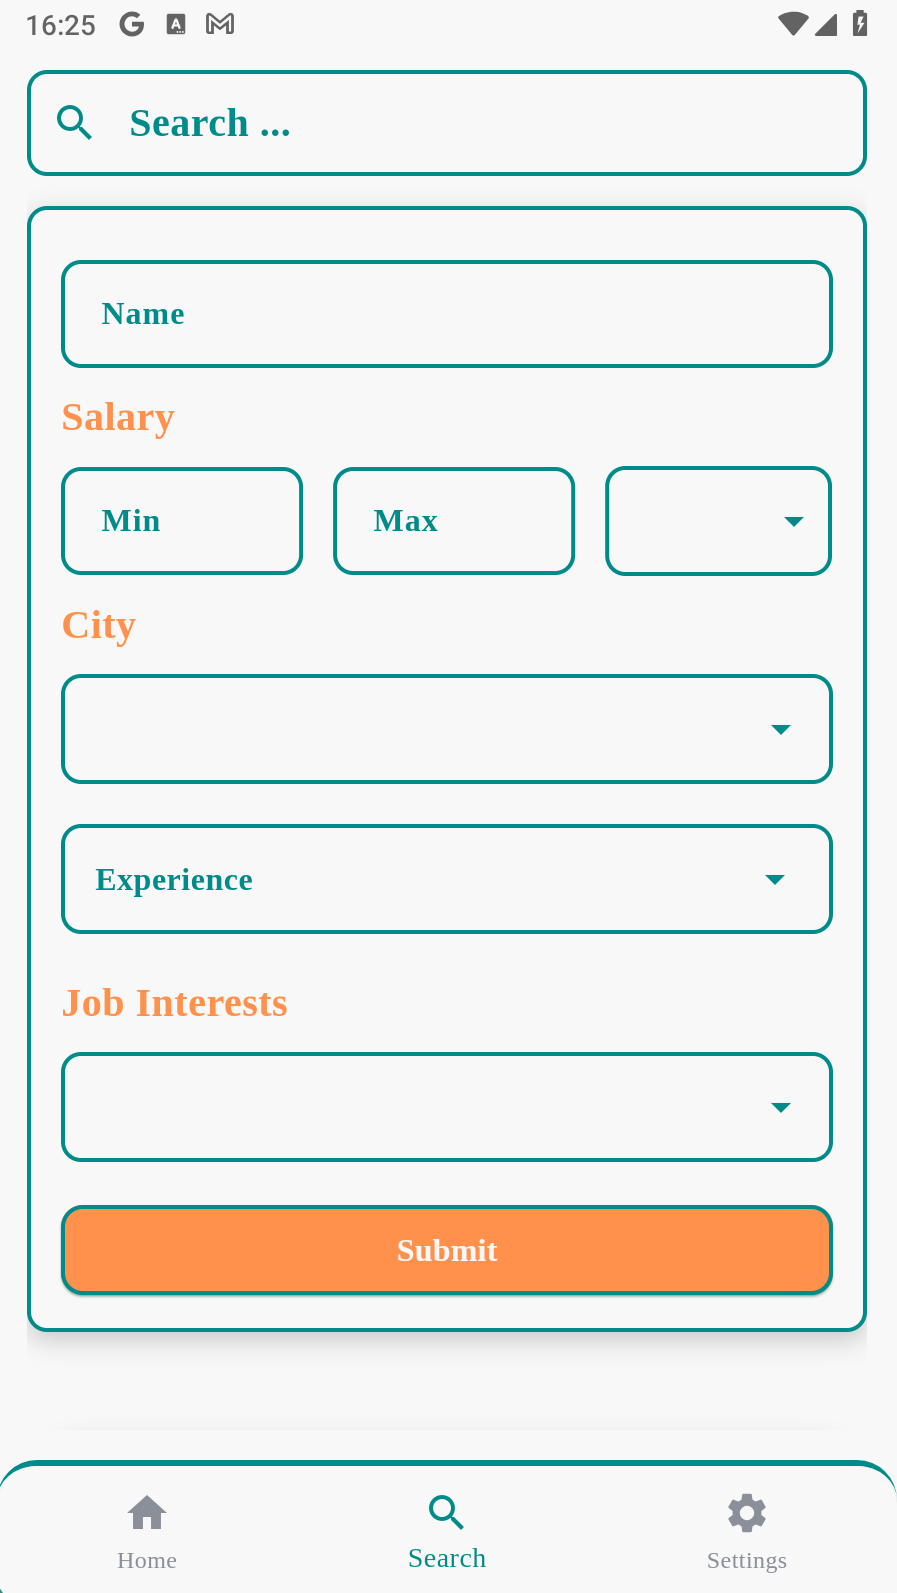 16:25
Search ...
Name
Salary
Min Max
City
Experience
Job Interests
Submit
Home Search Settings